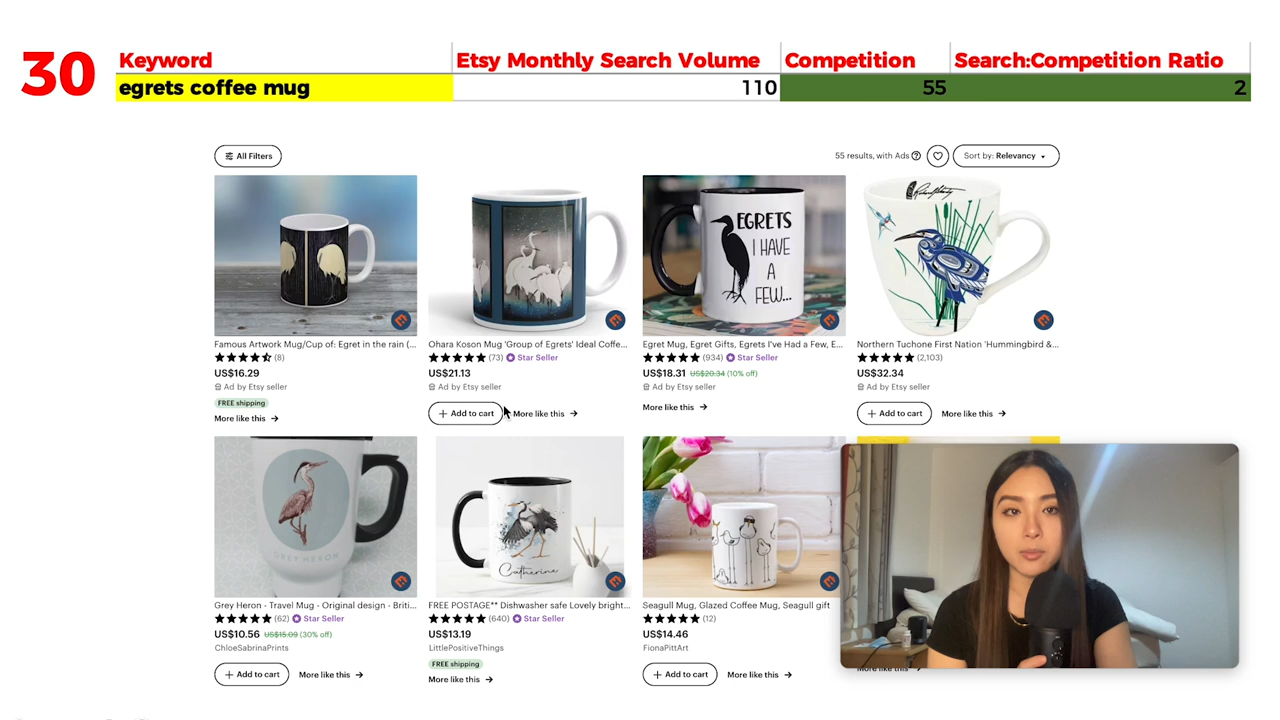 30
Keyword Etsy Monthly Search Volume Competition Search:Competition Ratio
egrets coffee mug 110 55 2
All Filters
55 results, with Ads Sort by: Relevancy
EGRETS
I HAVE
A
FEW...
Famous Artwork Mug/Cup of: Egret in the rain (...
(8)
US$16.29
Ad by Etsy seller
FREE shipping
More like this
Ohara Koson Mug 'Group of Egrets' Ideal Coffe...
(73) Star Seller
US$21.13
Ad by Etsy seller
+ Add to cart More like this
Egret Mug, Egret Gifts, Egrets I've Had a Few, E...
(934) Star Seller
US$18.31 US$20.34 (10% off)
Ad by Etsy seller
More like this
Northern Tuchone First Nation 'Hummingbird &...
(2,103)
US$32.34
Ad by Etsy seller
+ Add to cart More like this
GREY HERON
Grey Heron - Travel Mug - Original design - Briti...
(62) Star Seller
US$10.56 US$15.09 (30% off)
ChloeSabrinaPrints
+ Add to cart More like this
Catherine
FREE POSTAGE** Dishwasher safe Lovely bright...
(640) Star Seller
US$13.19
LittlePositiveThings
FREE shipping
More like this
Seagull Mug, Glazed Coffee Mug, Seagull gift
(12)
US$14.46
FionaPittArt
+ Add to cart More like this
More like this